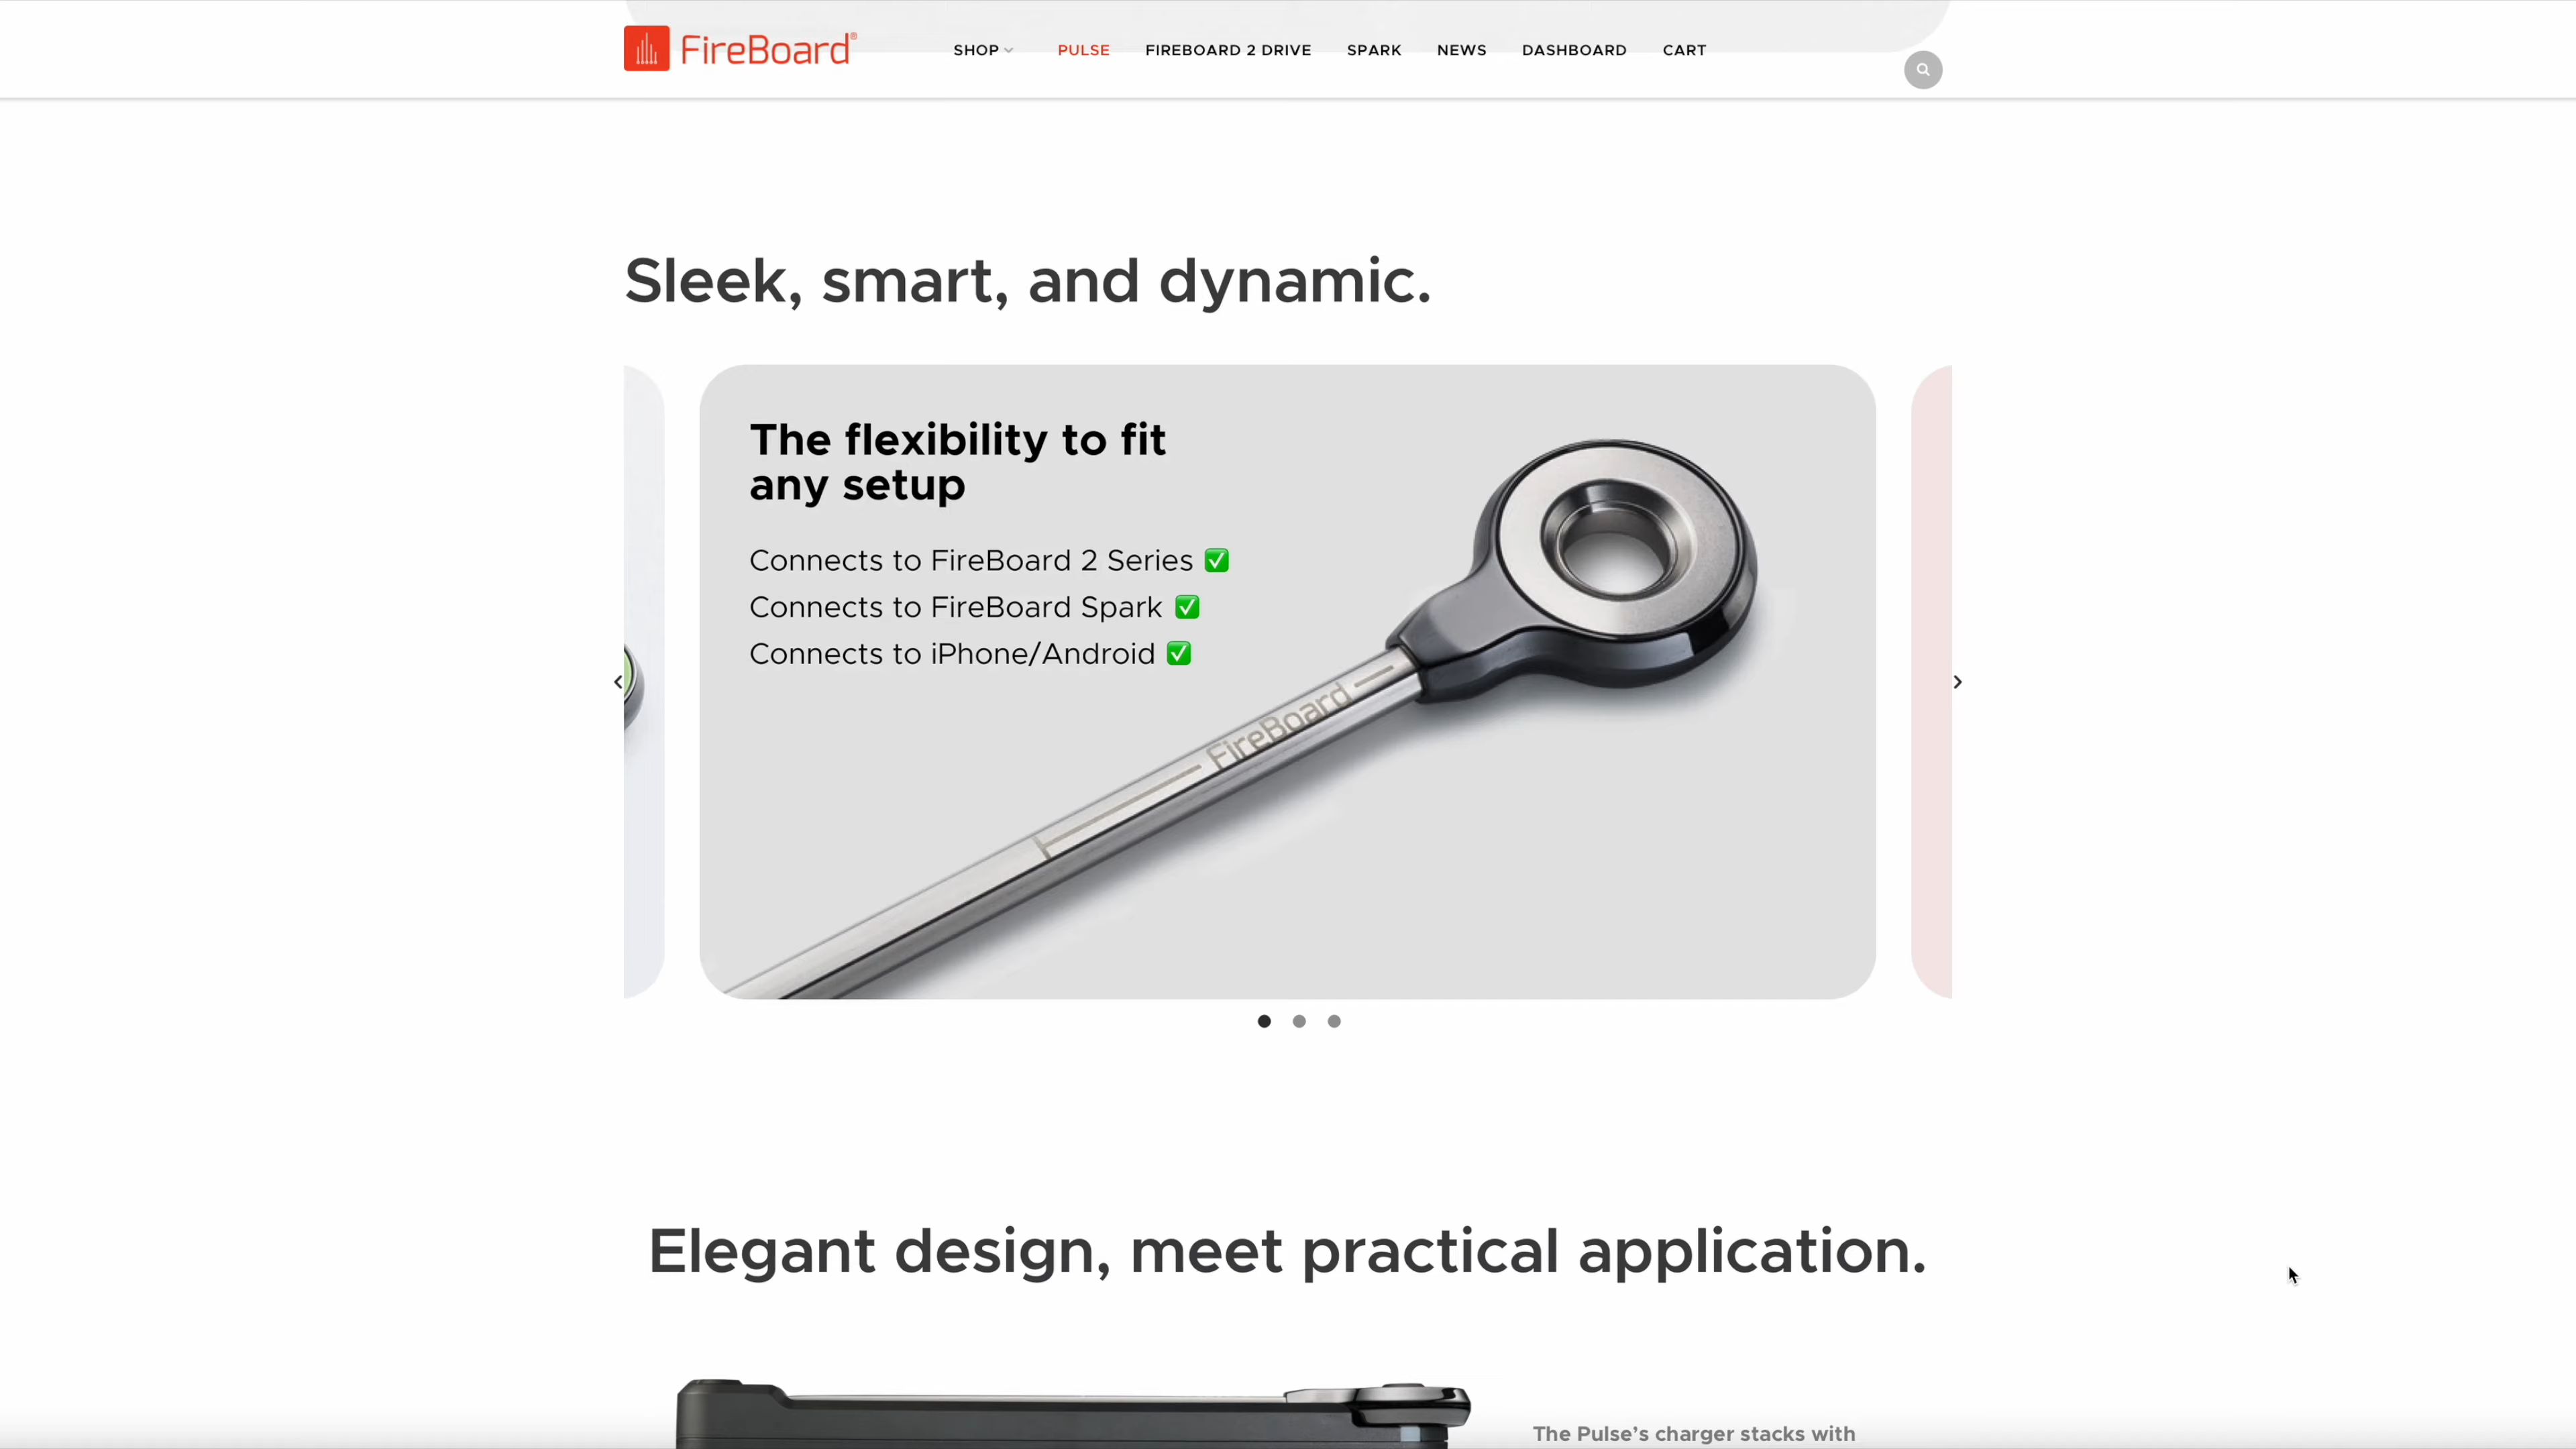 FireBoard®
SHOP
PULSE
FIREBOARD 2 DRIVE
SPARK
NEWS
DASHBOARD
CART
Sleek, smart, and dynamic.
The flexibility to fit
any setup
Connects to FireBoard 2 Series ✅
Connects to FireBoard Spark ✅
Connects to iPhone/Android ✅
FireBoard
Elegant design, meet practical application.
The Pulse's charger stacks with